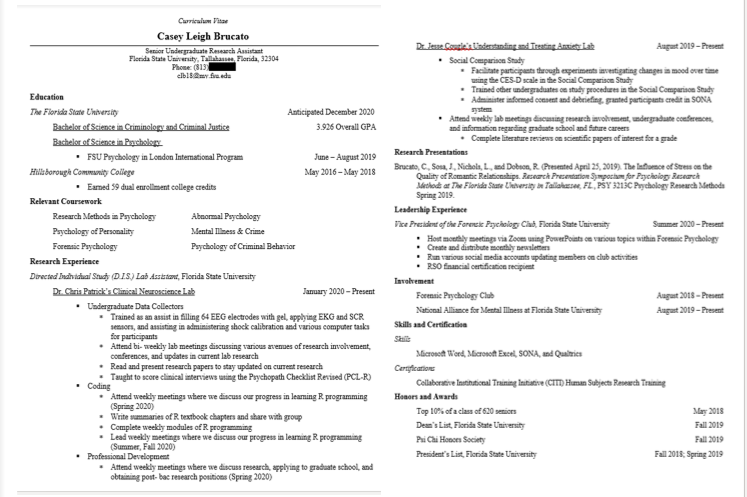 Curriculum Vitae
Casey Leigh Brucato
Senior Undergraduate Research Assistant
Florida State University, Tallahassee, Florida, 32304
Phone: (813)
clb18@my.fsu.edu
Education
The Florida State University Anticipated December 2020
Bachelor of Science in Criminology and Criminal Justice 3.926 Overall GPA
Bachelor of Science in Psychology
▪ FSU Psychology in London International Program June – August 2019
Hillsborough Community College May 2016 – May 2018
▪ Earned 59 dual enrollment college credits
Relevant Coursework
Research Methods in Psychology Abnormal Psychology
Psychology of Personality Mental Illness & Crime
Forensic Psychology Psychology of Criminal Behavior
Research Experience
Directed Individual Study (D.I.S.) Lab Assistant, Florida State University
Dr. Chris Patrick's Clinical Neuroscience Lab January 2020 – Present
▪ Undergraduate Data Collectors
▪ Trained as an assist in filling 64 EEG electrodes with gel, applying EKG and SCR
sensors, and assisting in administering shock calibration and various computer tasks
for participants
▪ Attend bi- weekly lab meetings discussing various avenues of research involvement,
conferences, and updates in current lab research
▪ Read and present research papers to stay updated on current research
▪ Taught to score clinical interviews using the Psychopath Checklist Revised (PCL-R)
▪ Coding
▪ Attend weekly meetings where we discuss our progress in learning R programming
(Spring 2020)
▪ Write summaries of R textbook chapters and share with group
▪ Complete weekly modules of R programming
▪ Lead weekly meetings where we discuss our progress in learning R programming
(Summer, Fall 2020)
▪ Professional Development
▪ Attend weekly meetings where we discuss research, applying to graduate school, and
obtaining post- bac research positions (Spring 2020)
Dr. Jesse Cougle's Understanding and Treating Anxiety Lab August 2019 – Present
▪ Social Comparison Study
▪ Facilitate participants through experiments investigating changes in mood over time
using the CES-D scale in the Social Comparison Study
▪ Trained other undergraduates on study procedures in the Social Comparison Study
▪ Administer informed consent and debriefing, granted participants credit in SONA
system
▪ Attend weekly lab meetings discussing research involvement, undergraduate conferences,
and information regarding graduate school and future careers
▪ Complete literature reviews on scientific papers of interest for a grade
Research Presentations
Brucato, C., Sosa, J., Nichols, L., and Dobson, R. (Presented April 25, 2019). The Influence of Stress on the
Quality of Romantic Relationships. Research Presentation Symposium for Psychology Research
Methods at The Florida State University in Tallahassee, FL., PSY 3213C Psychology Research Methods
Spring 2019.
Leadership Experience
Vice President of the Forensic Psychology Club, Florida State University Summer 2020 – Present
▪ Host monthly meetings via Zoom using PowerPoints on various topics within Forensic Psychology
▪ Create and distribute monthly newsletters
▪ Run various social media accounts updating members on club activities
▪ RSO financial certification recipient
Involvement
Forensic Psychology Club August 2018 – Present
National Alliance for Mental Illness at Florida State University August 2019 – Present
Skills and Certification
Skills
Microsoft Word, Microsoft Excel, SONA, and Qualtrics
Certifications
Collaborative Institutional Training Initiative (CITI) Human Subjects Research Training
Honors and Awards
Top 10% of a class of 620 seniors May 2018
Dean's List, Florida State University Fall 2019
Psi Chi Honors Society Fall 2019
President's List, Florida State University Fall 2018; Spring 2019